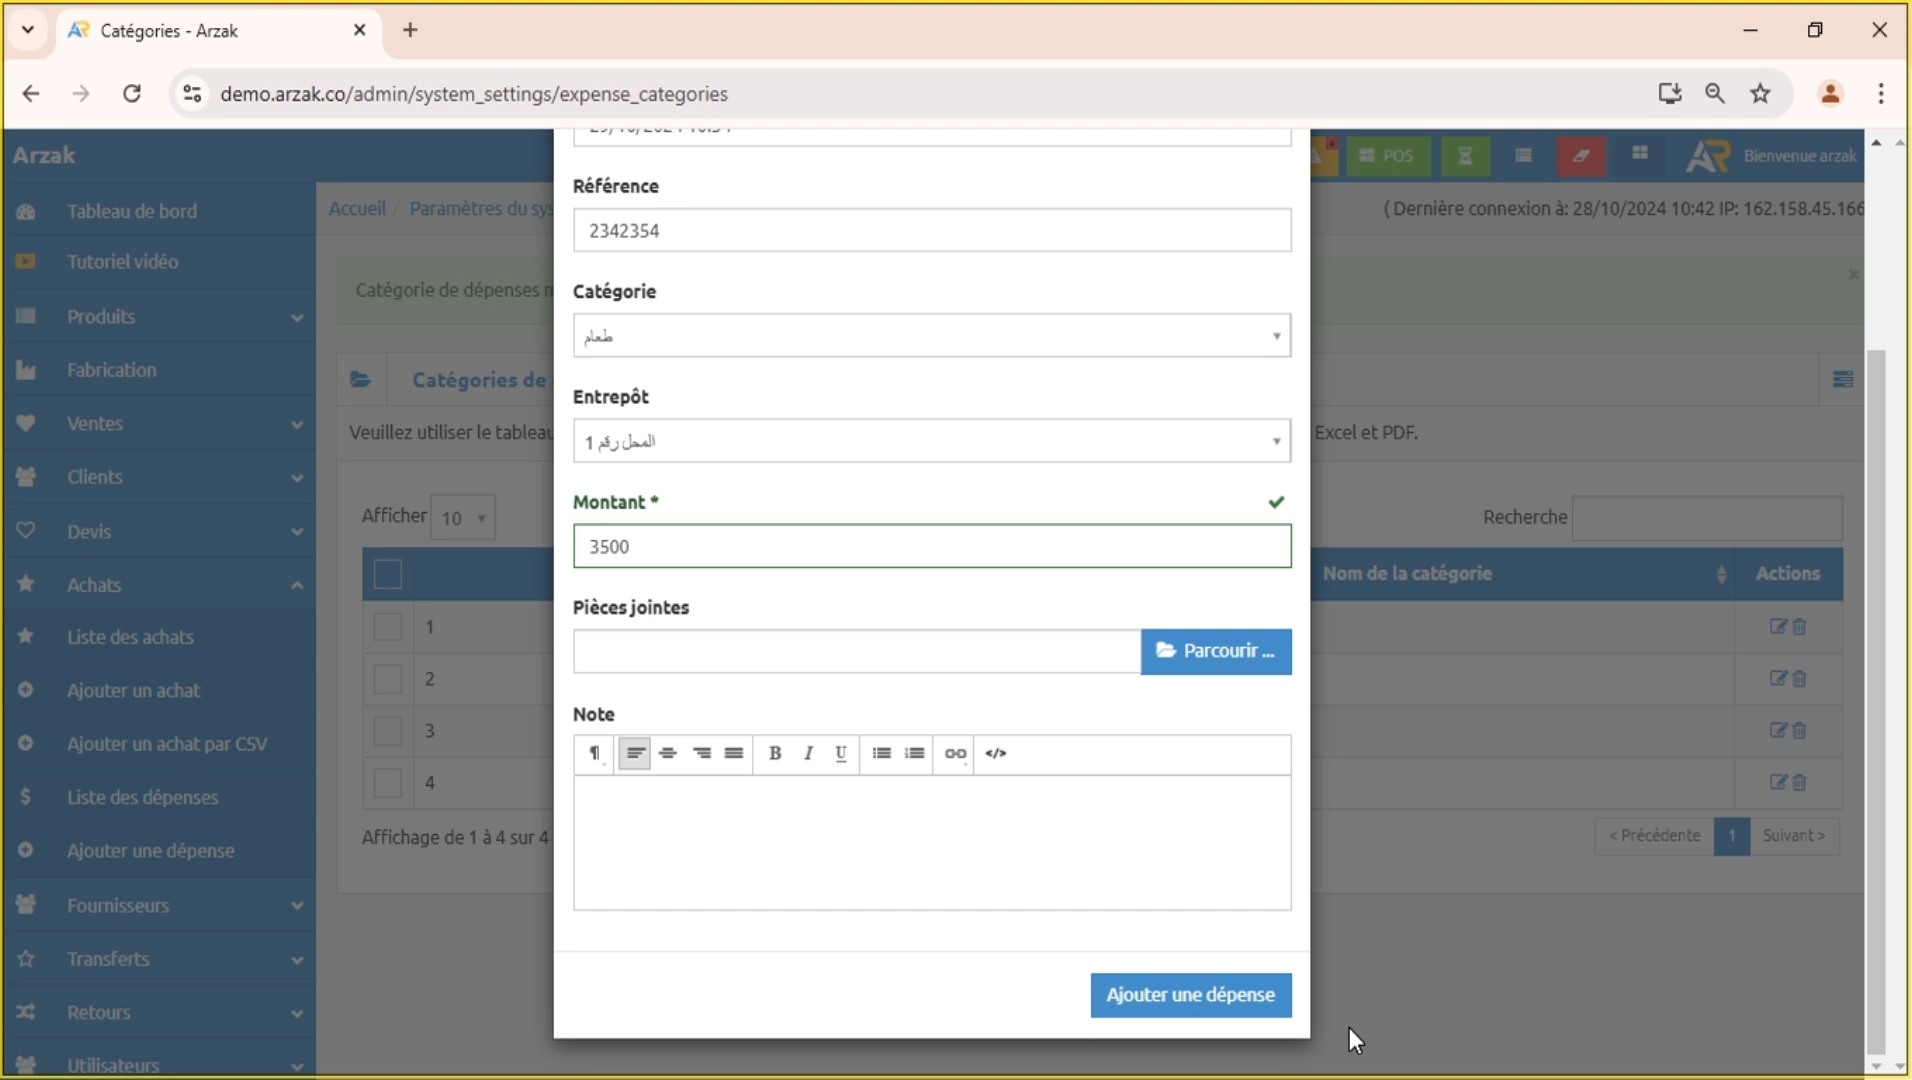 Catégories - Arzak
demo.arzak.co/admin/system_settings/expense_categories
Arzak
POS
4
AR
Bienvenue arzak
Tableau de bord
Tutoriel vidéo
Produits
Fabrication
Ventes
Clients
Devis
Achats
Liste des achats
Ajouter un achat
Ajouter un achat par CSV
Liste des dépenses
Ajouter une dépense
Fournisseurs
Transferts
Retours
Utilisateurs
Accueil / Paramètres du sys
( Dernière connexion à: 28/10/2024 10:42 IP: 162.158.45.166
Catégorie de dépenses m
Catégories de
Veuillez utiliser le tableau
Excel et PDF.
Afficher 10
Recherche
Nom de la catégorie
Actions
1
2
3
4
Affichage de 1 à 4 sur 4
< Précédente 1 Suivant >
Référence
2342354
Catégorie
طعام
Entrepôt
المحل رقم 1
Montant *
3500
Pièces jointes
Parcourir ...
Note
¶ B I U </>
Ajouter une dépense